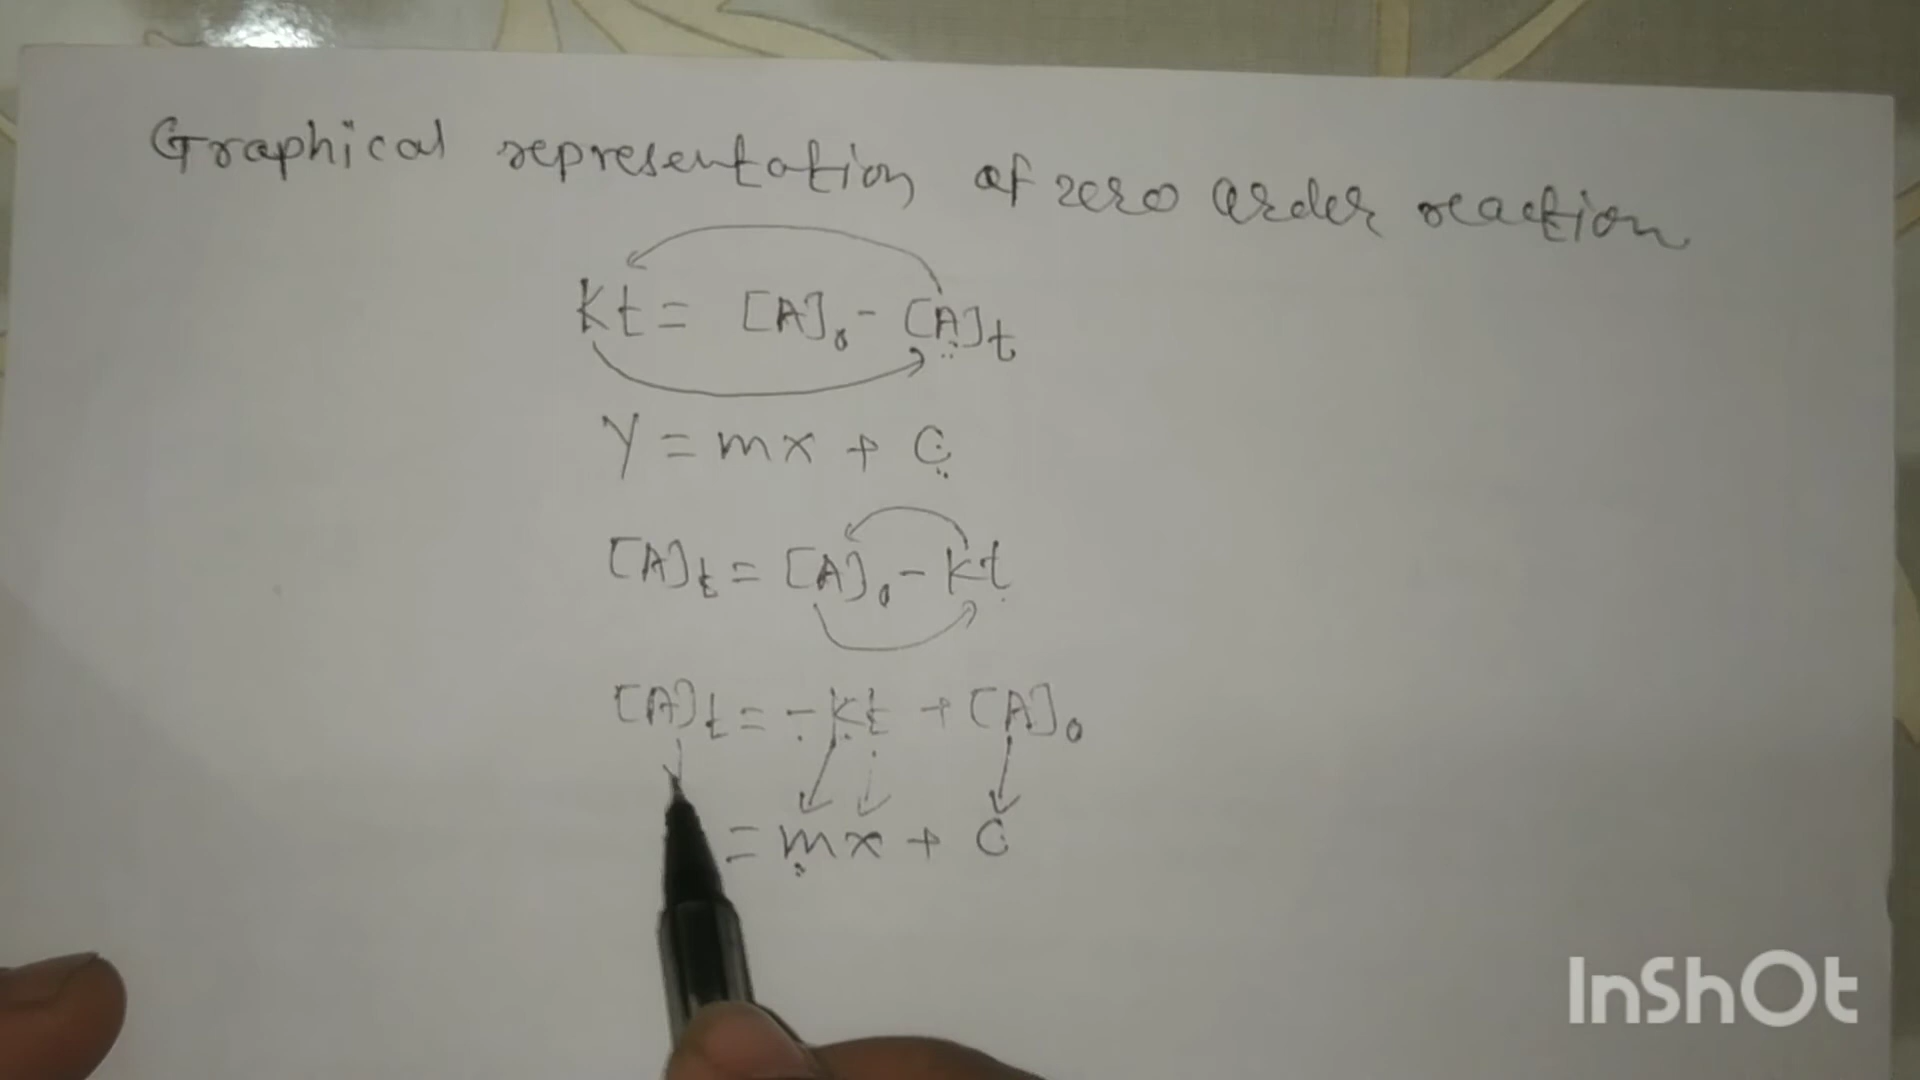 Graphical representation of zero order reaction
Kt = [A]₀ - [A]t
Y = mx + C
[A]t = [A]₀ - Kt
[A]t = -Kt + [A]₀
= mx + C
InShOt